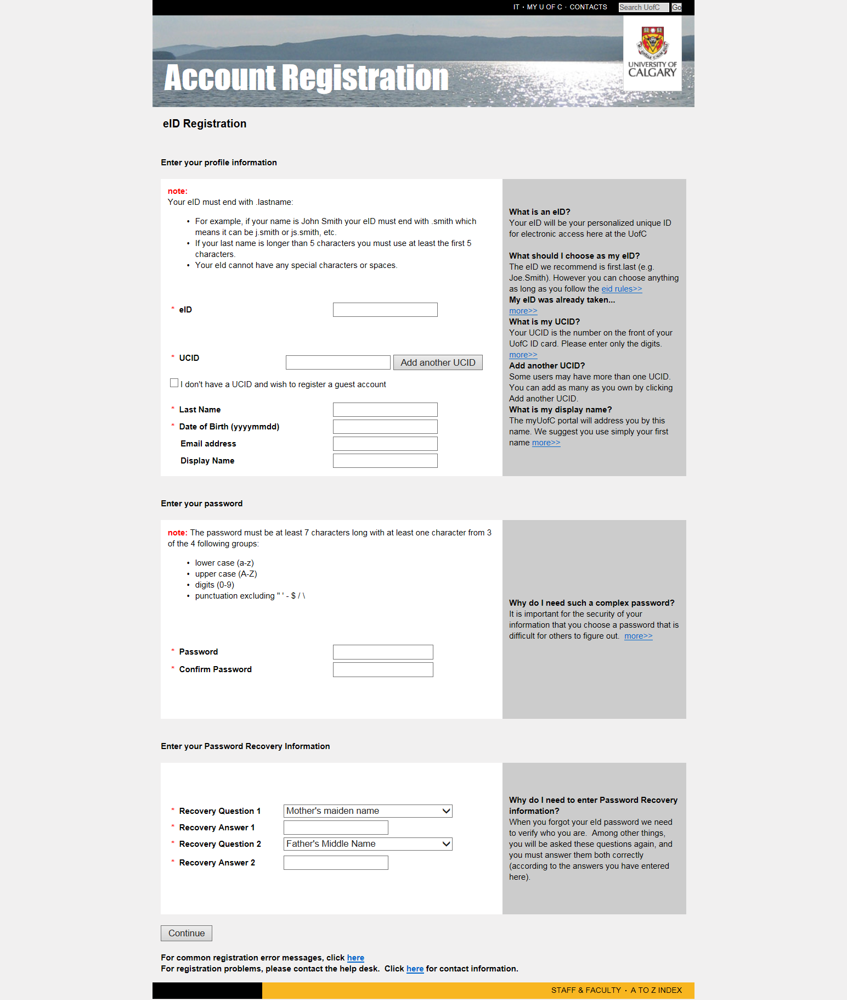 IT · MY U OF C · CONTACTS Search UofC Go
UNIVERSITY OF
CALGARY
Account Registration
eID Registration
Enter your profile information
note:
Your eID must end with .lastname:
• For example, if your name is John Smith your eID must end with .smith which
means it can be j.smith or js.smith, etc.
• If your last name is longer than 5 characters you must use at least the first 5
characters.
• Your eId cannot have any special characters or spaces.
* eID
* UCID Add another UCID
I don't have a UCID and wish to register a guest account
* Last Name
* Date of Birth (yyyymmdd)
Email address
Display Name
What is an eID?
Your eID will be your personalized unique ID
for electronic access here at the UofC
What should I choose as my eID?
The eID we recommend is first.last (e.g.
Joe.Smith). However you can choose anything
as long as you follow the eid rules>>
My eID was already taken...
more>>
What is my UCID?
Your UCID is the number on the front of your
UofC ID card. Please enter only the digits.
more>>
Add another UCID?
Some users may have more than one UCID.
You can add as many as you own by clicking
Add another UCID.
What is my display name?
The myUofC portal will address you by this
name. We suggest you use simply your first
name more>>
Enter your password
note: The password must be at least 7 characters long with at least one character from 3
of the 4 following groups:
• lower case (a-z)
• upper case (A-Z)
• digits (0-9)
• punctuation excluding " ' - $ / \
* Password
* Confirm Password
Why do I need such a complex password?
It is important for the security of your
information that you choose a password that is
difficult for others to figure out. more>>
Enter your Password Recovery Information
* Recovery Question 1 Mother's maiden name
* Recovery Answer 1
* Recovery Question 2 Father's Middle Name
* Recovery Answer 2
Why do I need to enter Password Recovery
information?
When you forgot your eId password we need
to verify who you are. Among other things,
you will be asked these questions again, and
you must answer them both correctly
(according to the answers you have entered
here).
Continue
For common registration error messages, click here
For registration problems, please contact the help desk. Click here for contact information.
STAFF & FACULTY · A TO Z INDEX